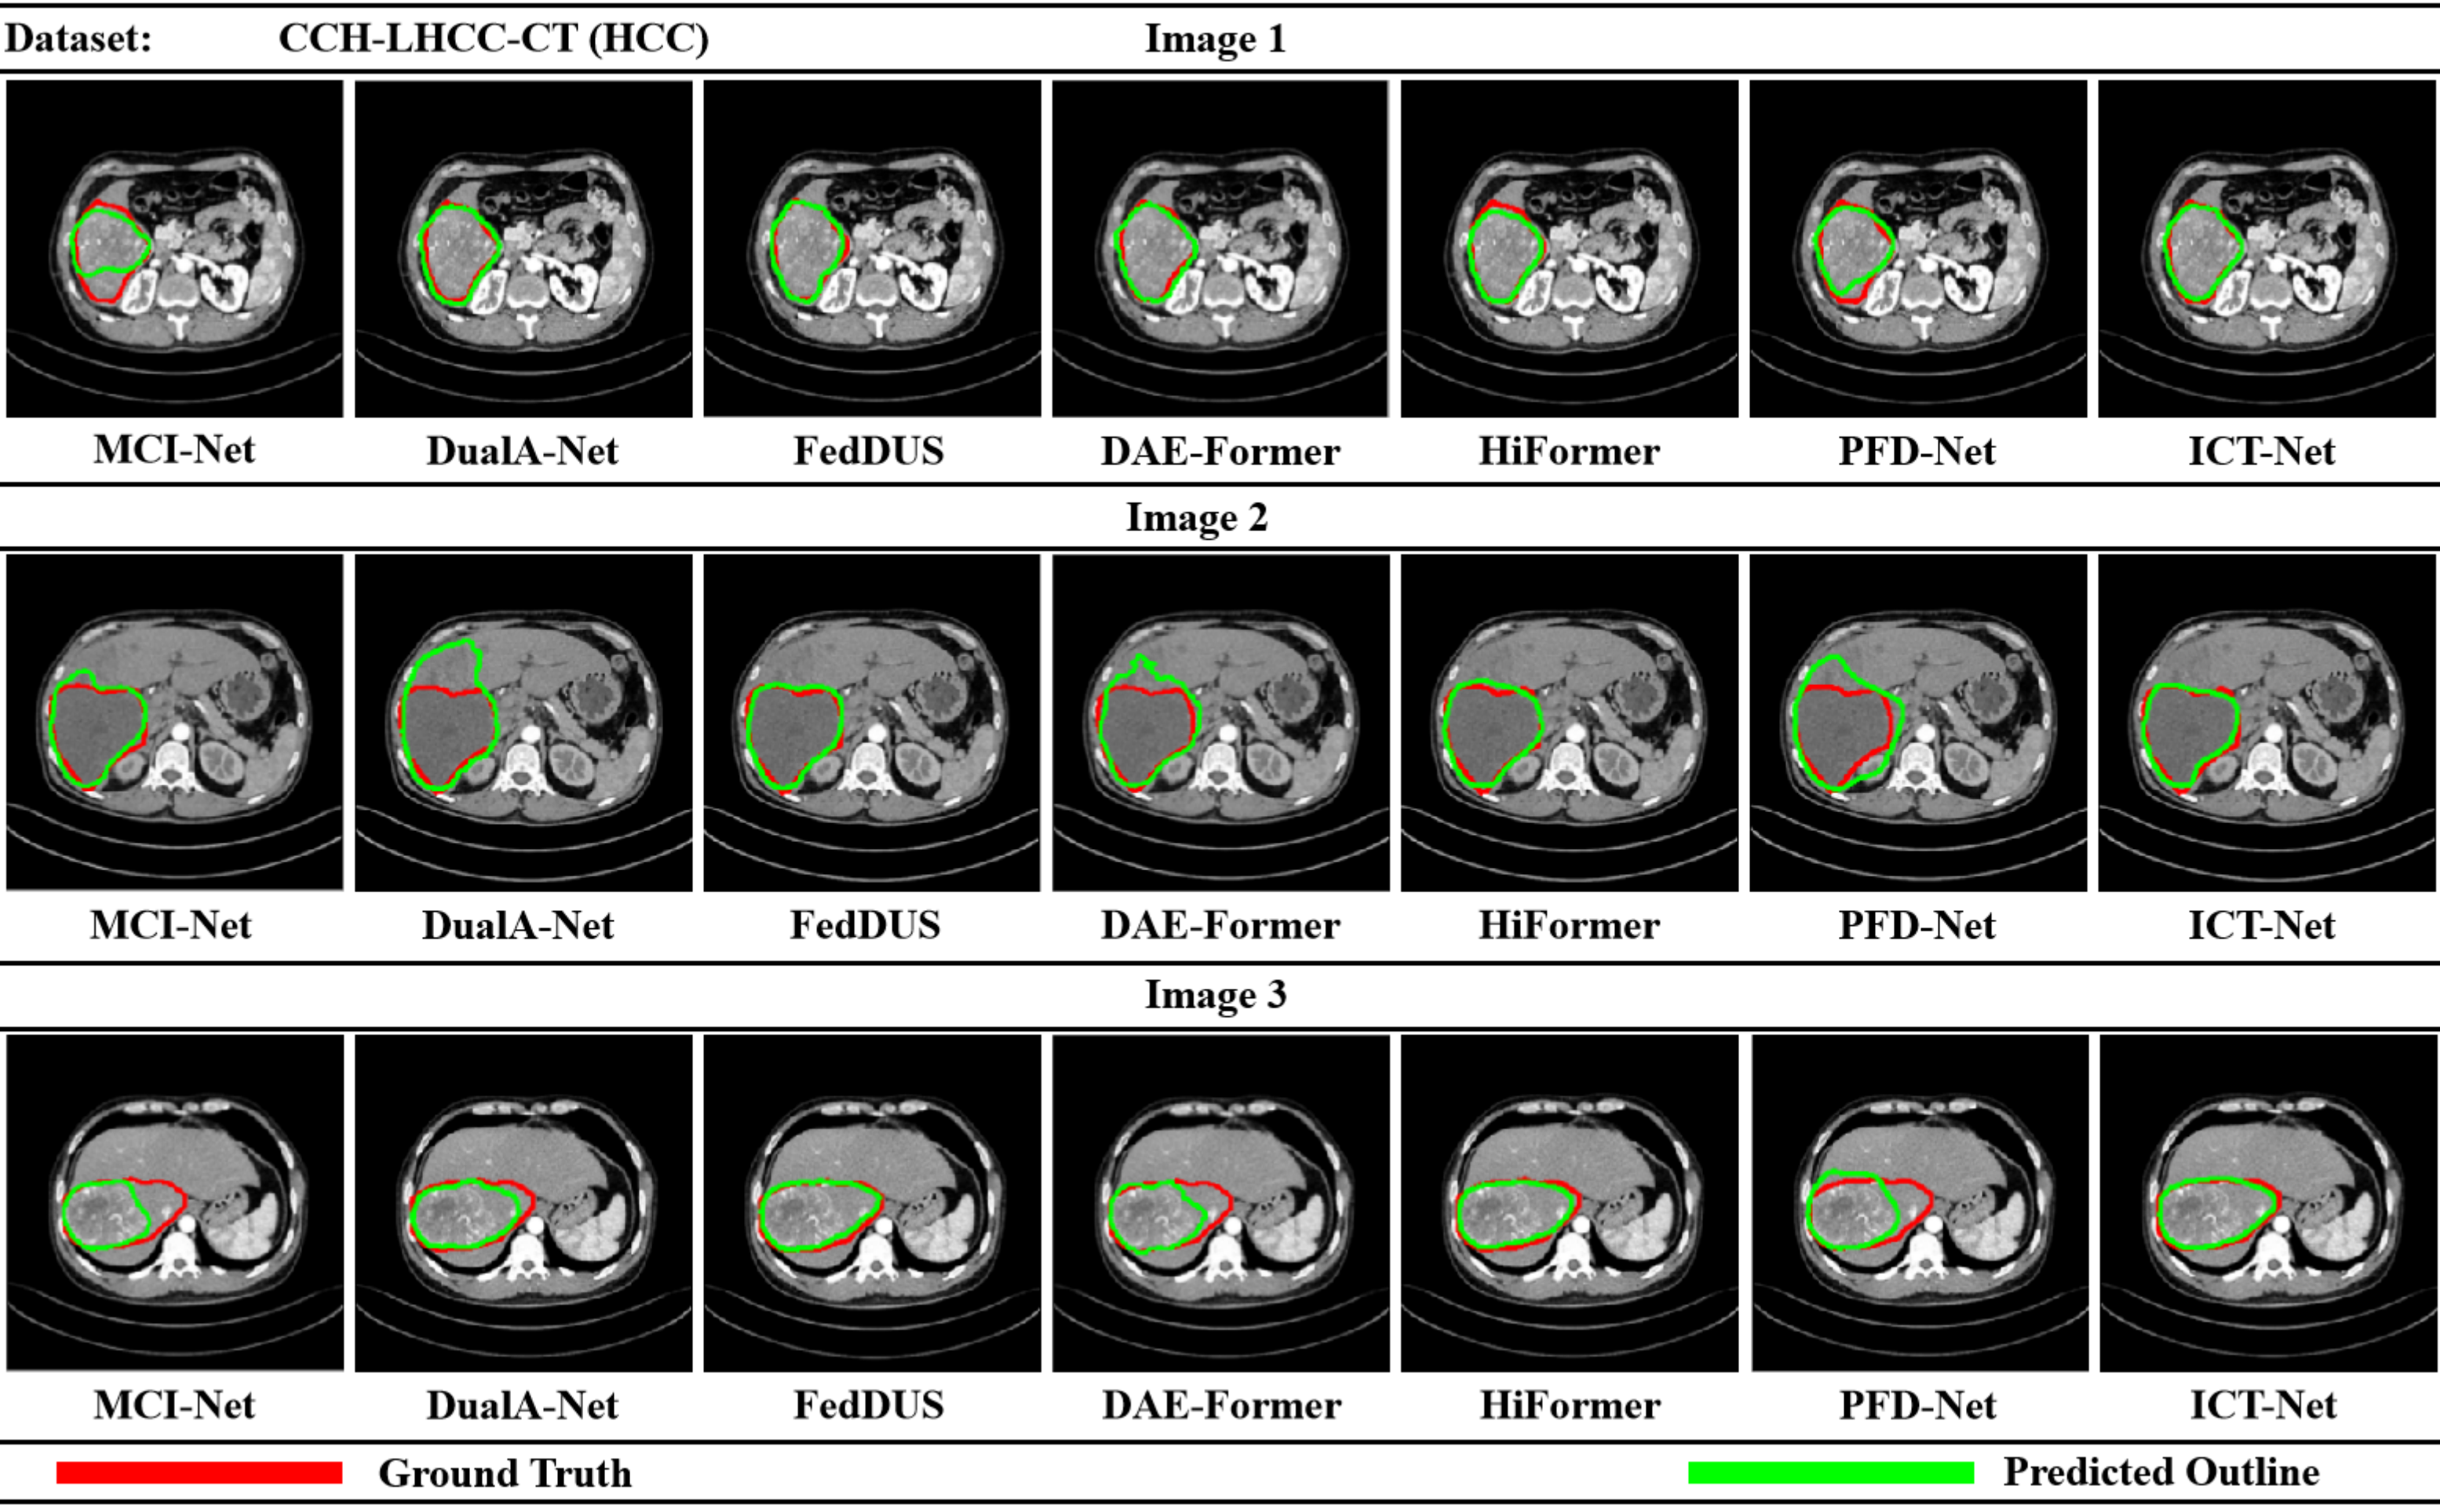 Dataset: CCH-LHCC-CT (HCC) Image 1
MCI-Net DualA-Net FedDUS DAE-Former HiFormer PFD-Net ICT-Net
Image 2
MCI-Net DualA-Net FedDUS DAE-Former HiFormer PFD-Net ICT-Net
Image 3
MCI-Net DualA-Net FedDUS DAE-Former HiFormer PFD-Net ICT-Net
Ground Truth Predicted Outline